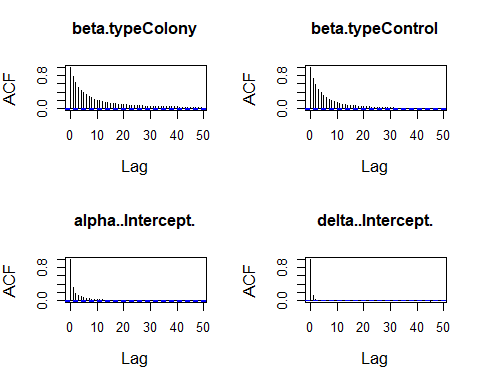 beta.typeColony
ACF
0.0 0.8
0 10 20 30 40 50
Lag
beta.typeControl
ACF
0.0 0.8
0 10 20 30 40 50
Lag
alpha..Intercept.
ACF
0.0 0.8
0 10 20 30 40 50
Lag
delta..Intercept.
ACF
0.0 0.8
0 10 20 30 40 50
Lag